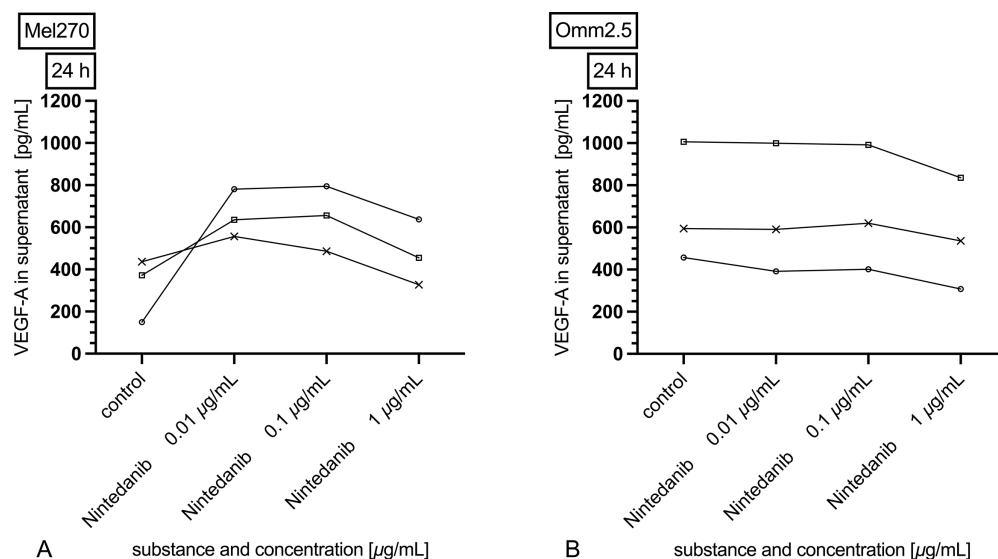 Mel270
24 h
VEGF-A in supernatant [pg/mL]
1200
1000
800
600
400
200
0
control
Nintedanib 0.01 µg/mL
Nintedanib 0.1 µg/mL
Nintedanib 1 µg/mL
A
substance and concentration [µg/mL]
Omm2.5
24 h
VEGF-A in supernatant [pg/mL]
1200
1000
800
600
400
200
0
control
Nintedanib 0.01 µg/mL
Nintedanib 0.1 µg/mL
Nintedanib 1 µg/mL
B
substance and concentration [µg/mL]